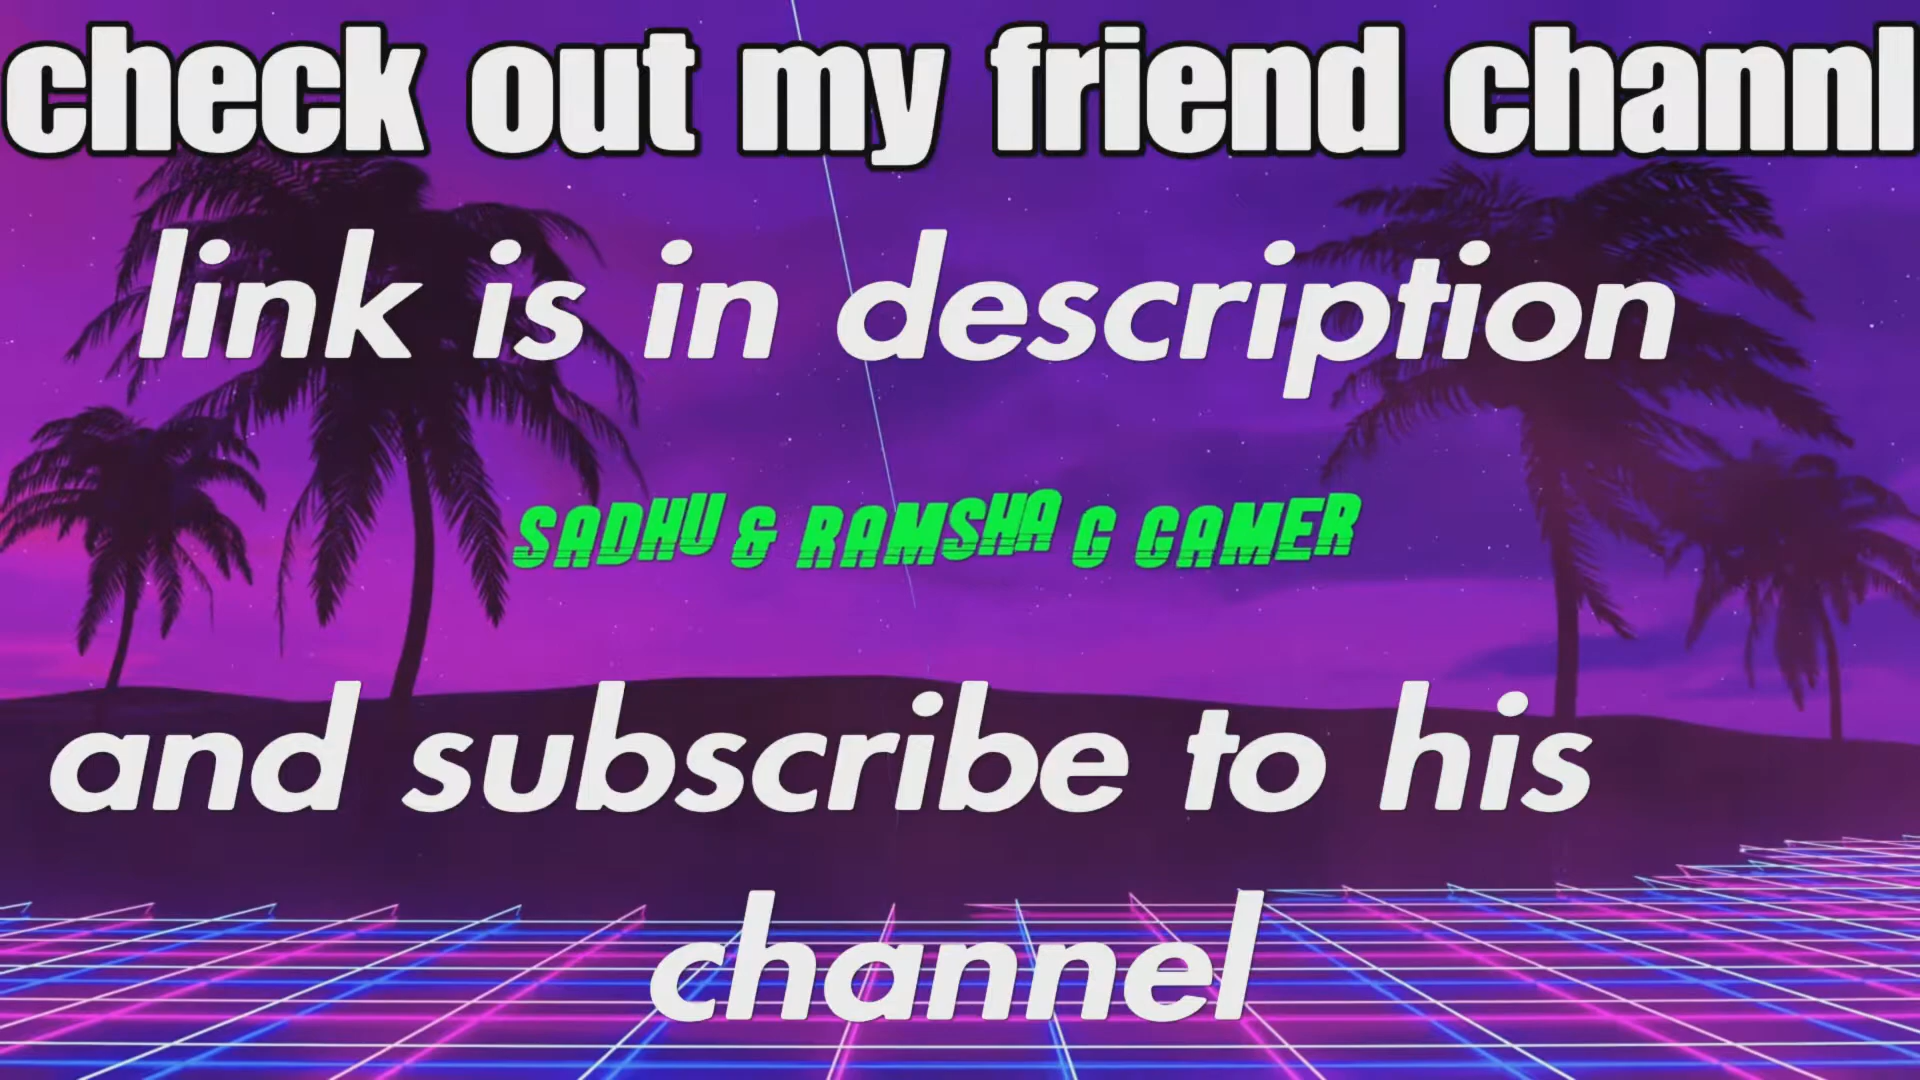 check out my friend channl
link is in description
SADHU & RAMSHA G GAMER
and subscribe to his
channel